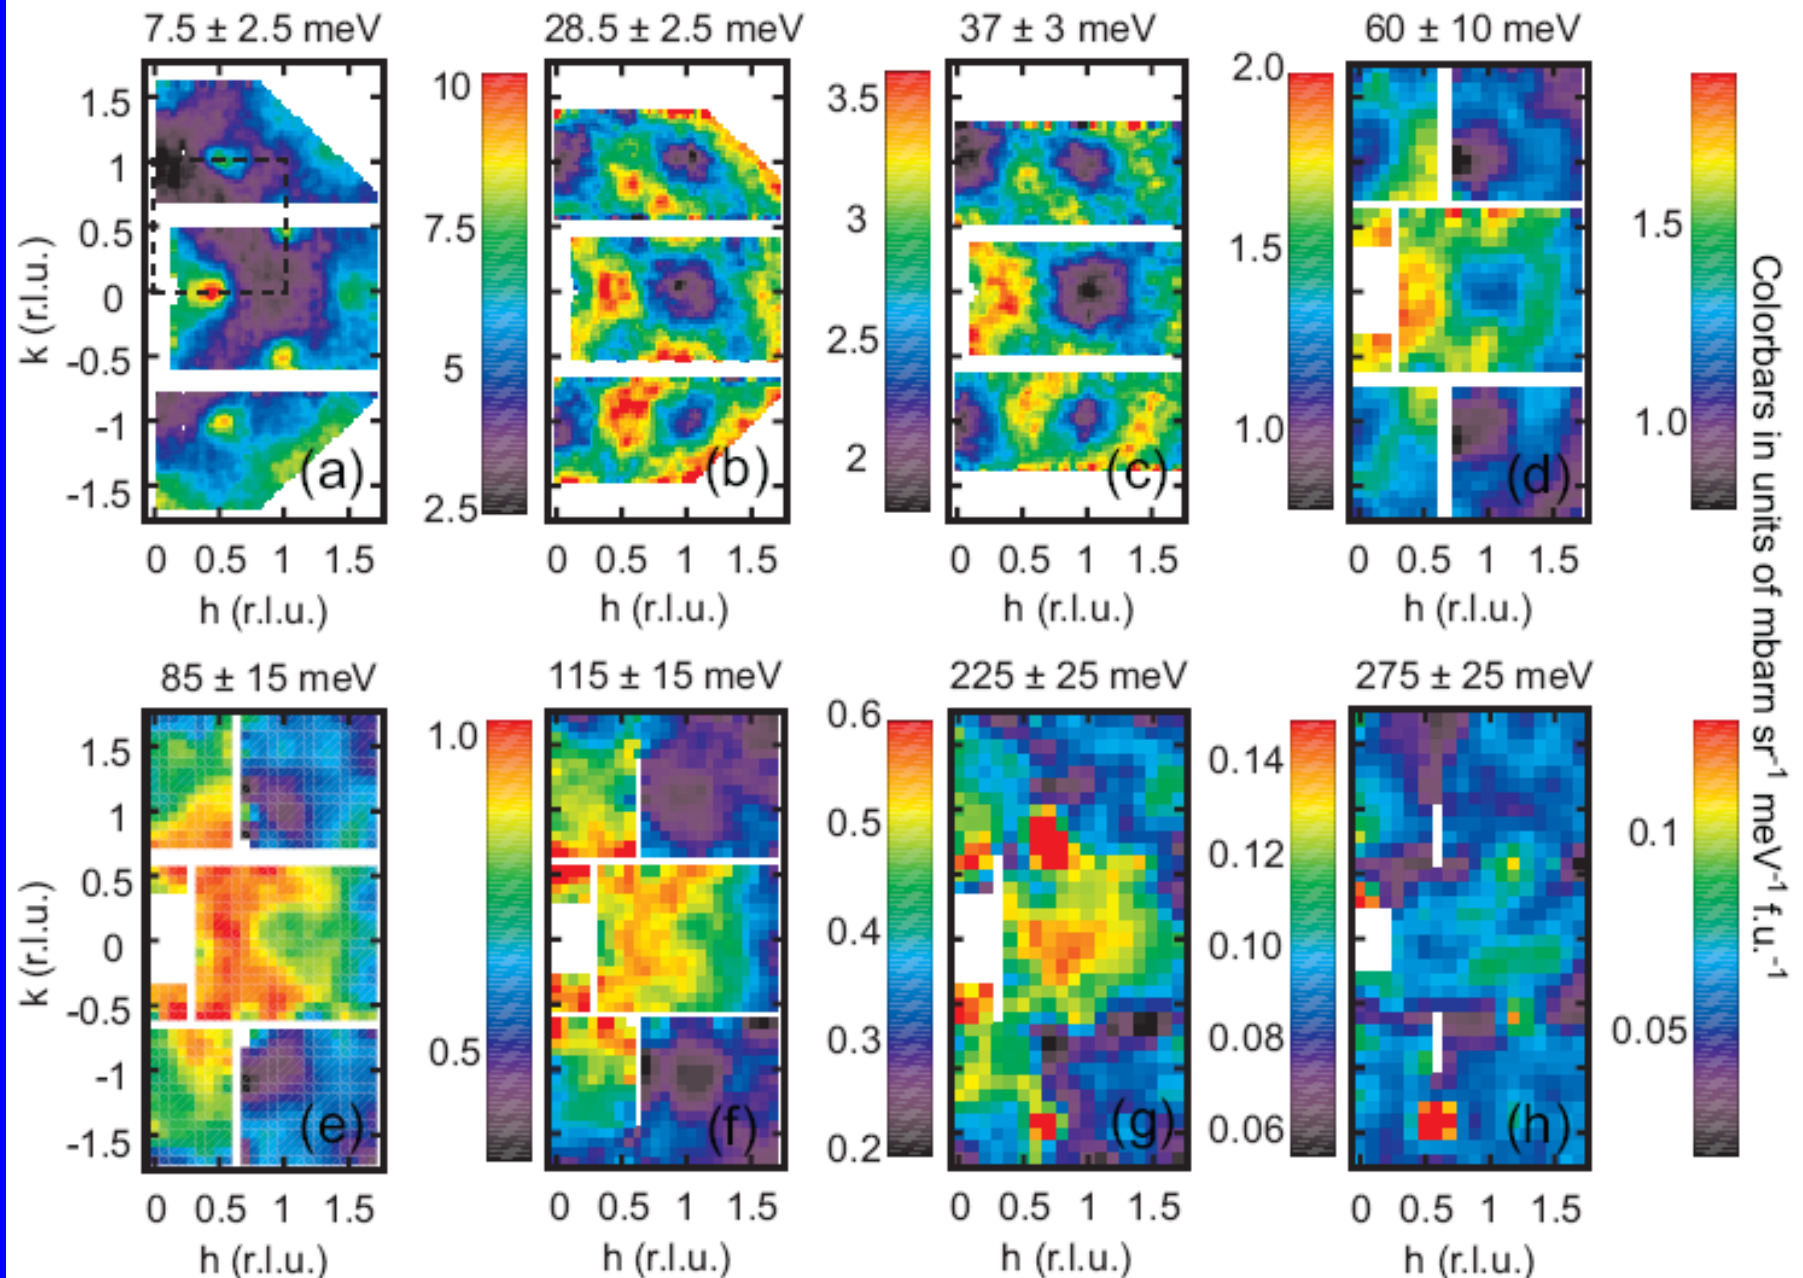 7.5 ± 2.5 meV
28.5 ± 2.5 meV
37 ± 3 meV
60 ± 10 meV
1.5
1
0.5
0
-0.5
-1
-1.5
k (r.l.u.)
(a)
10
7.5
5
2.5
(b)
3.5
3
2.5
2
(c)
2.0
1.5
1.0
(d)
1.5
1.0
0 0.5 1 1.5
0 0.5 1 1.5
0 0.5 1 1.5
0 0.5 1 1.5
h (r.l.u.)
h (r.l.u.)
h (r.l.u.)
h (r.l.u.)
Colorbars in units of mbarn sr⁻¹ meV⁻¹ f.u.⁻¹
85 ± 15 meV
115 ± 15 meV
225 ± 25 meV
275 ± 25 meV
1.5
1
0.5
0
-0.5
-1
-1.5
k (r.l.u.)
(e)
1.0
0.5
(f)
0.6
0.5
0.4
0.3
0.2
(g)
0.14
0.12
0.10
0.08
0.06
(h)
0.1
0.05
0 0.5 1 1.5
0 0.5 1 1.5
0 0.5 1 1.5
0 0.5 1 1.5
h (r.l.u.)
h (r.l.u.)
h (r.l.u.)
h (r.l.u.)